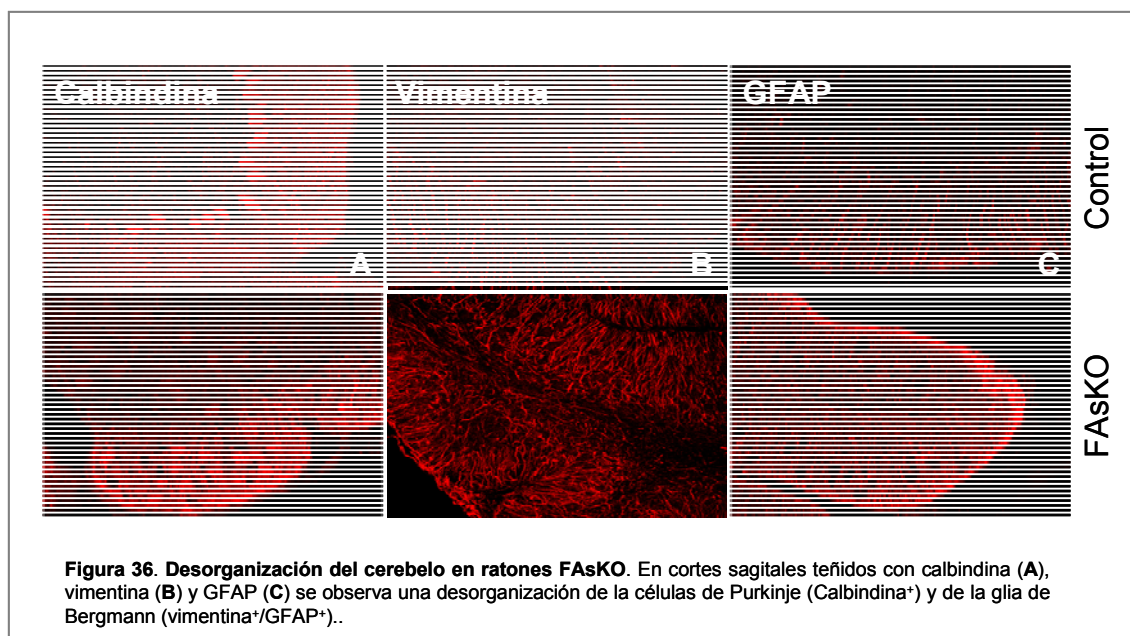 Calbindina
Vimentina
GFAP
Control
A
B
C
FAsKO
Figura 36. Desorganización del cerebelo en ratones FAsKO. En cortes sagitales teñidos con calbindina (A),
vimentina (B) y GFAP (C) se observa una desorganización de la células de Purkinje (Calbindina⁺) y de la glia de
Bergmann (vimentina⁺/GFAP⁺)..